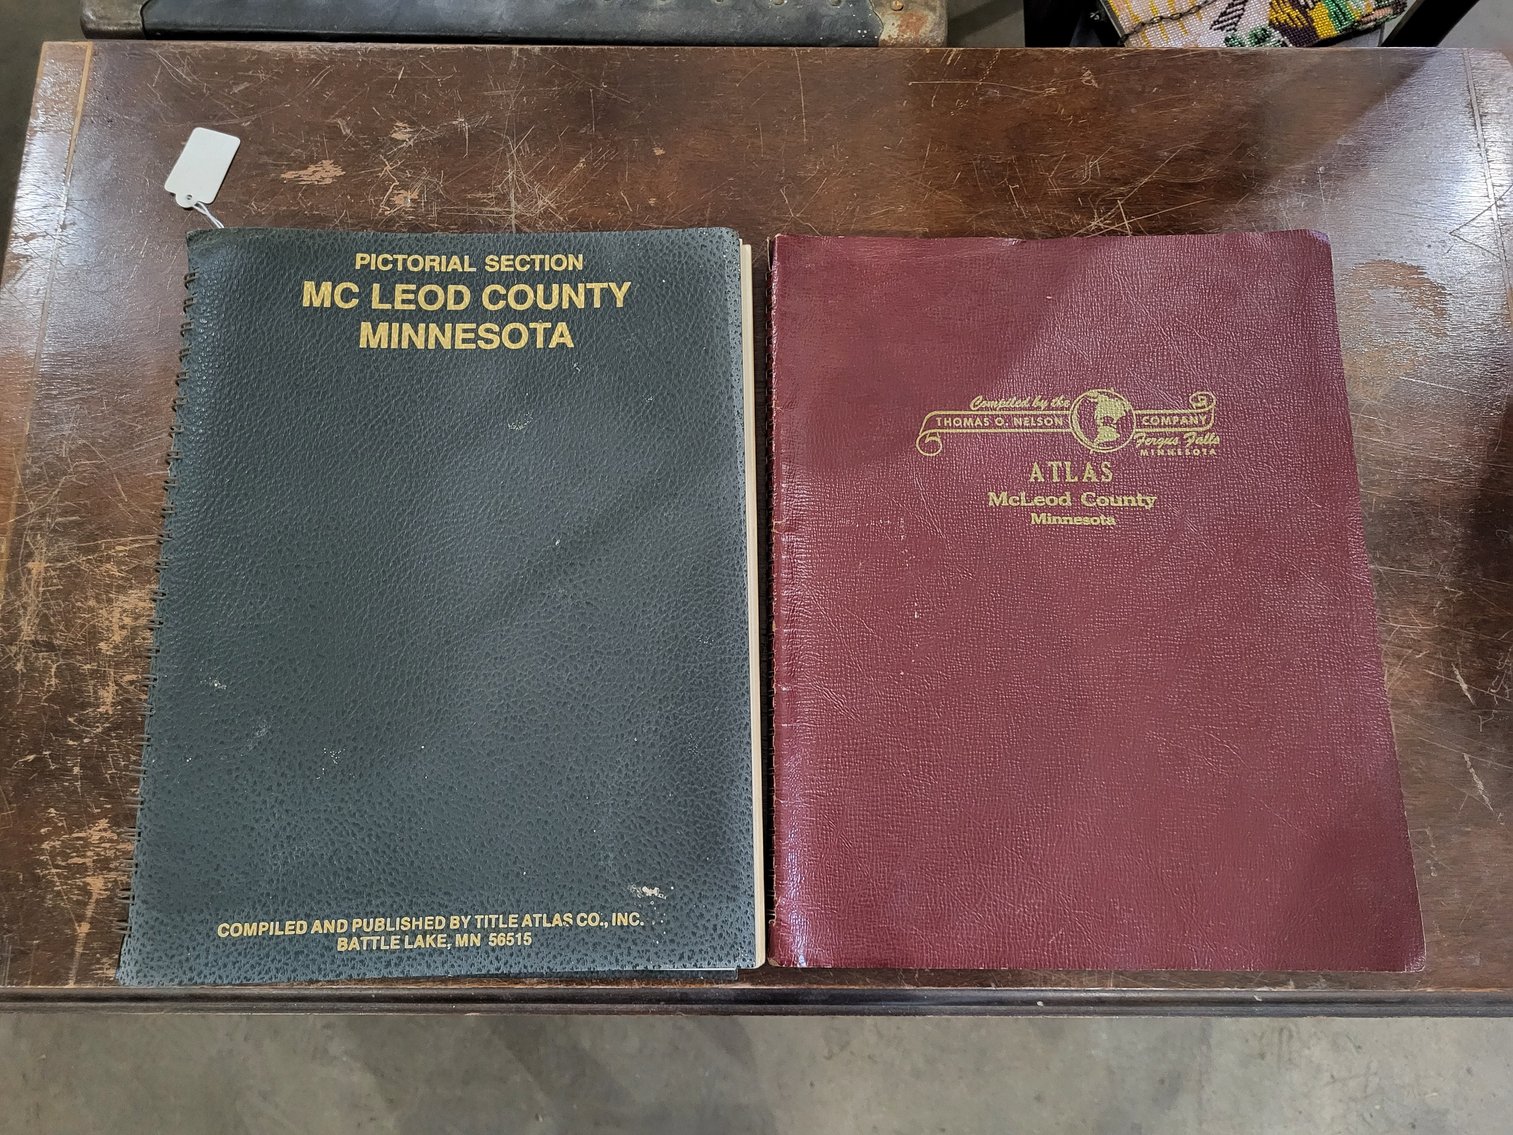 PICTORIAL SECTION
MC LEOD COUNTY
MINNESOTA
COMPILED AND PUBLISHED BY TITLE ATLAS CO., INC.
BATTLE LAKE, MN 56515
Compiled by the
THOMAS O. NELSON COMPANY
Fergus Falls
MINNESOTA
ATLAS
McLeod County
Minnesota